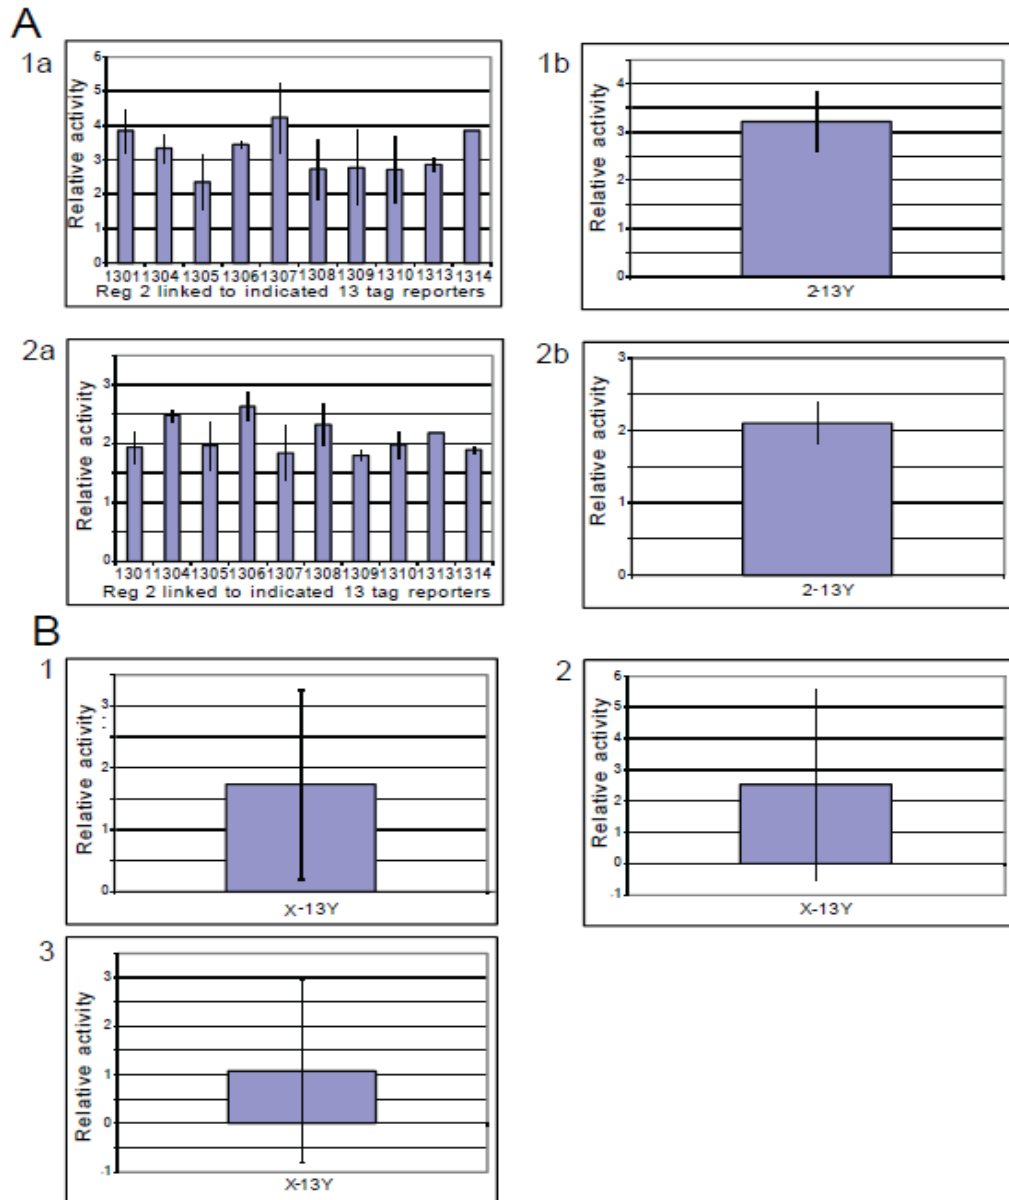 A
1a
Relative activity
6
5
4
3
2
1
0
1301 1304 1305 1306 1307 1308 1309 1310 1313 1314
Reg 2 linked to indicated 13 tag reporters
1b
Relative activity
4
3
2
1
0
2-13Y
2a
Relative activity
3
2
1
0
1301 1304 1305 1306 1307 1308 1309 1310 1313 1314
Reg 2 linked to indicated 13 tag reporters
2b
Relative activity
3
2
1
0
2-13Y
B
1
Relative activity
3
2
1
0
X-13Y
2
Relative activity
6
5
4
3
2
1
0
-1
X-13Y
3
Relative activity
3
2
1
0
-1
X-13Y